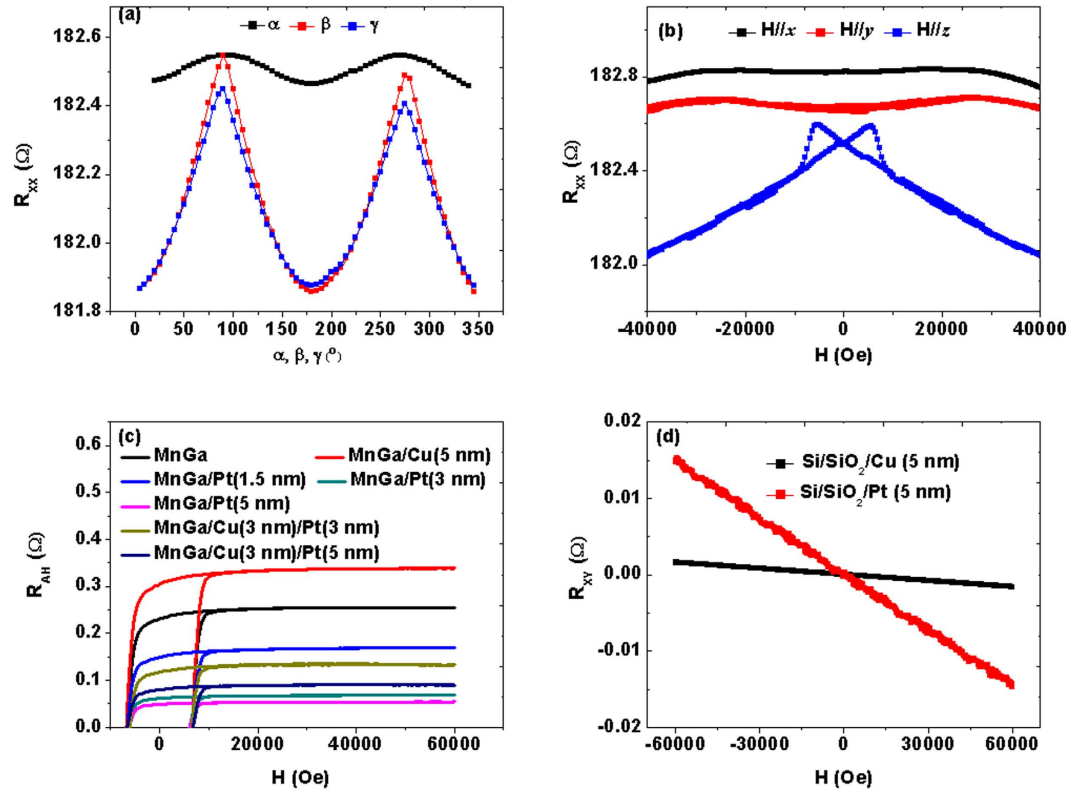 (a)
α β γ
182.6
182.4
182.2
182.0
181.8
R_XX (Ω)
0 50 100 150 200 250 300 350
α, β, γ (°)
(b)
H//x H//y H//z
182.8
182.4
182.0
R_XX (Ω)
-40000 -20000 0 20000 40000
H (Oe)
(c)
MnGa MnGa/Cu(5 nm)
MnGa/Pt(1.5 nm) MnGa/Pt(3 nm)
MnGa/Pt(5 nm)
MnGa/Cu(3 nm)/Pt(3 nm)
MnGa/Cu(3 nm)/Pt(5 nm)
0.6
0.5
0.4
0.3
0.2
0.1
0.0
R_AH (Ω)
0 20000 40000 60000
H (Oe)
(d)
Si/SiO₂/Cu (5 nm)
Si/SiO₂/Pt (5 nm)
0.02
0.01
0.00
-0.01
-0.02
R_XY (Ω)
-60000 -30000 0 30000 60000
H (Oe)